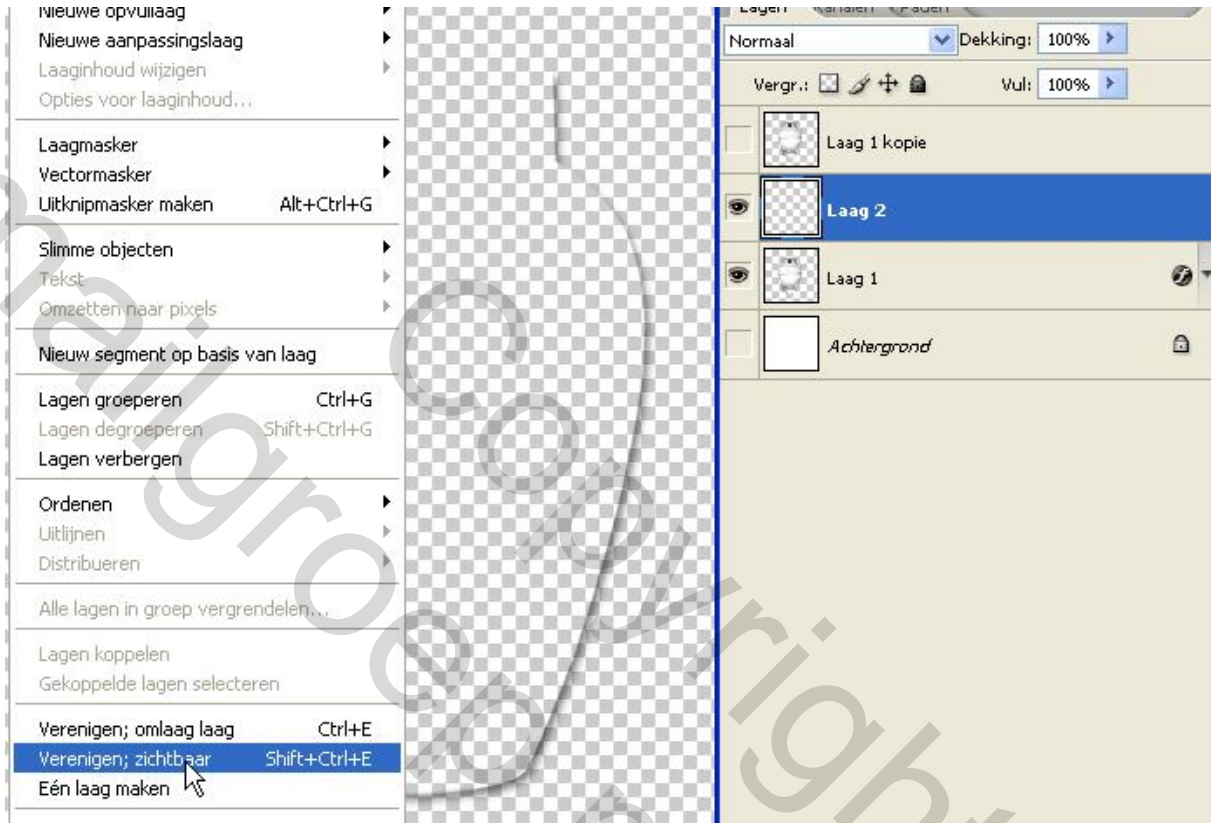 Nieuwe opvullaag
Nieuwe aanpassingslaag
Laaginhoud wijzigen
Opties voor laaginhoud...
Laagmasker
Vectormasker
Uitknipmasker maken Alt+Ctrl+G
Slimme objecten
Tekst
Omzetten naar pixels
Nieuw segment op basis van laag
Lagen groeperen Ctrl+G
Lagen degroeperen Shift+Ctrl+G
Lagen verbergen
Ordenen
Uitlijnen
Distribueren
Alle lagen in groep vergrendelen...
Lagen koppelen
Gekoppelde lagen selecteren
Verenigen; omlaag laag Ctrl+E
Verenigen; zichtbaar Shift+Ctrl+E
Eén laag maken
Lagen Kanalen Paden
Normaal Dekking: 100%
Vergr.: Vul: 100%
Laag 1 kopie
Laag 2
Laag 1
Achtergrond
mailgroep
Copyright